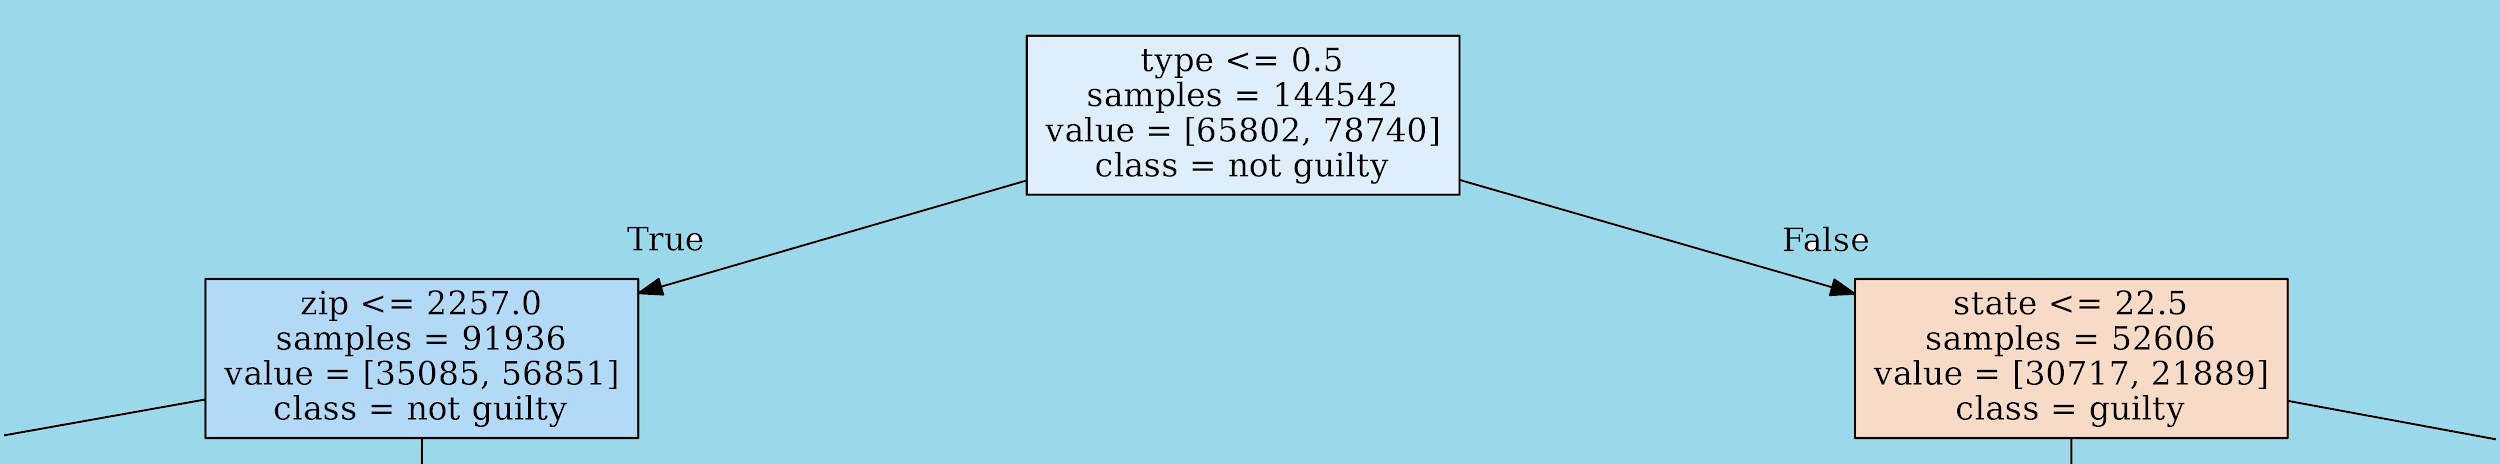 type <= 0.5
samples = 144542
value = [65802, 78740]
class = not guilty
True
False
zip <= 2257.0
samples = 91936
value = [35085, 56851]
class = not guilty
state <= 22.5
samples = 52606
value = [30717, 21889]
class = guilty